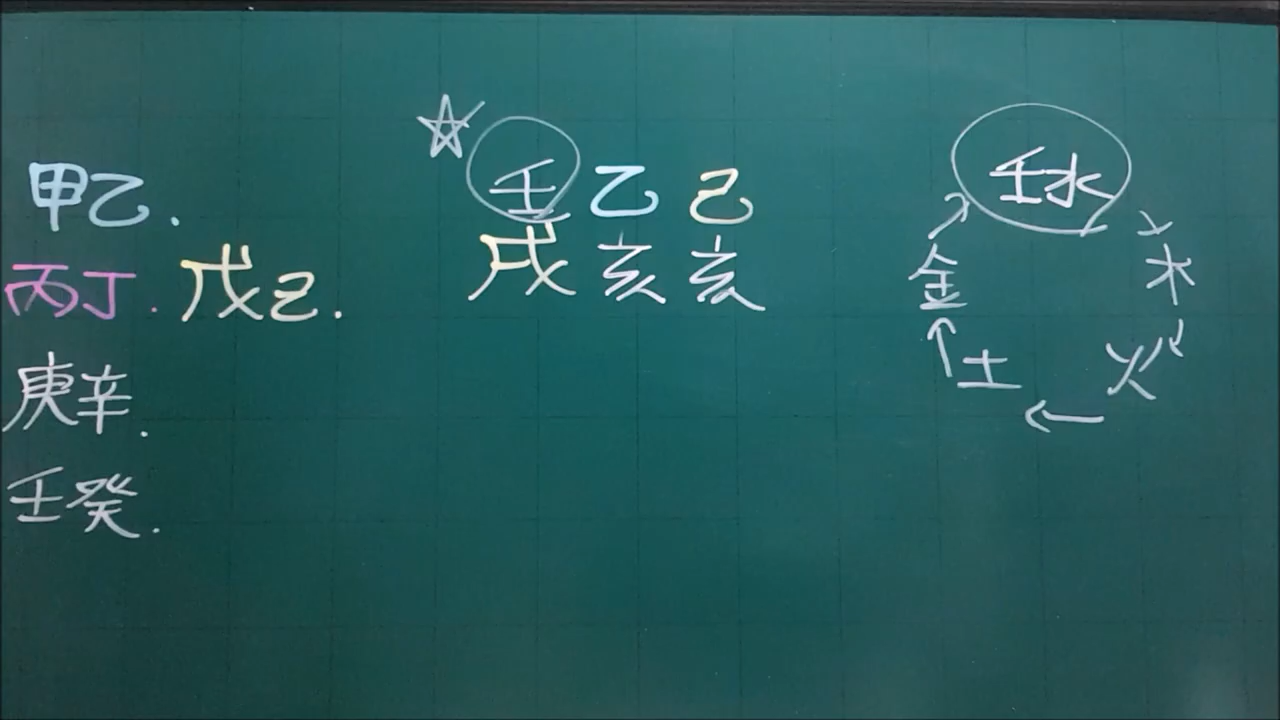 甲乙.
丙丁.戊己.
庚辛.
壬癸.
壬乙己
戌亥亥
壬水
金 木
土 火